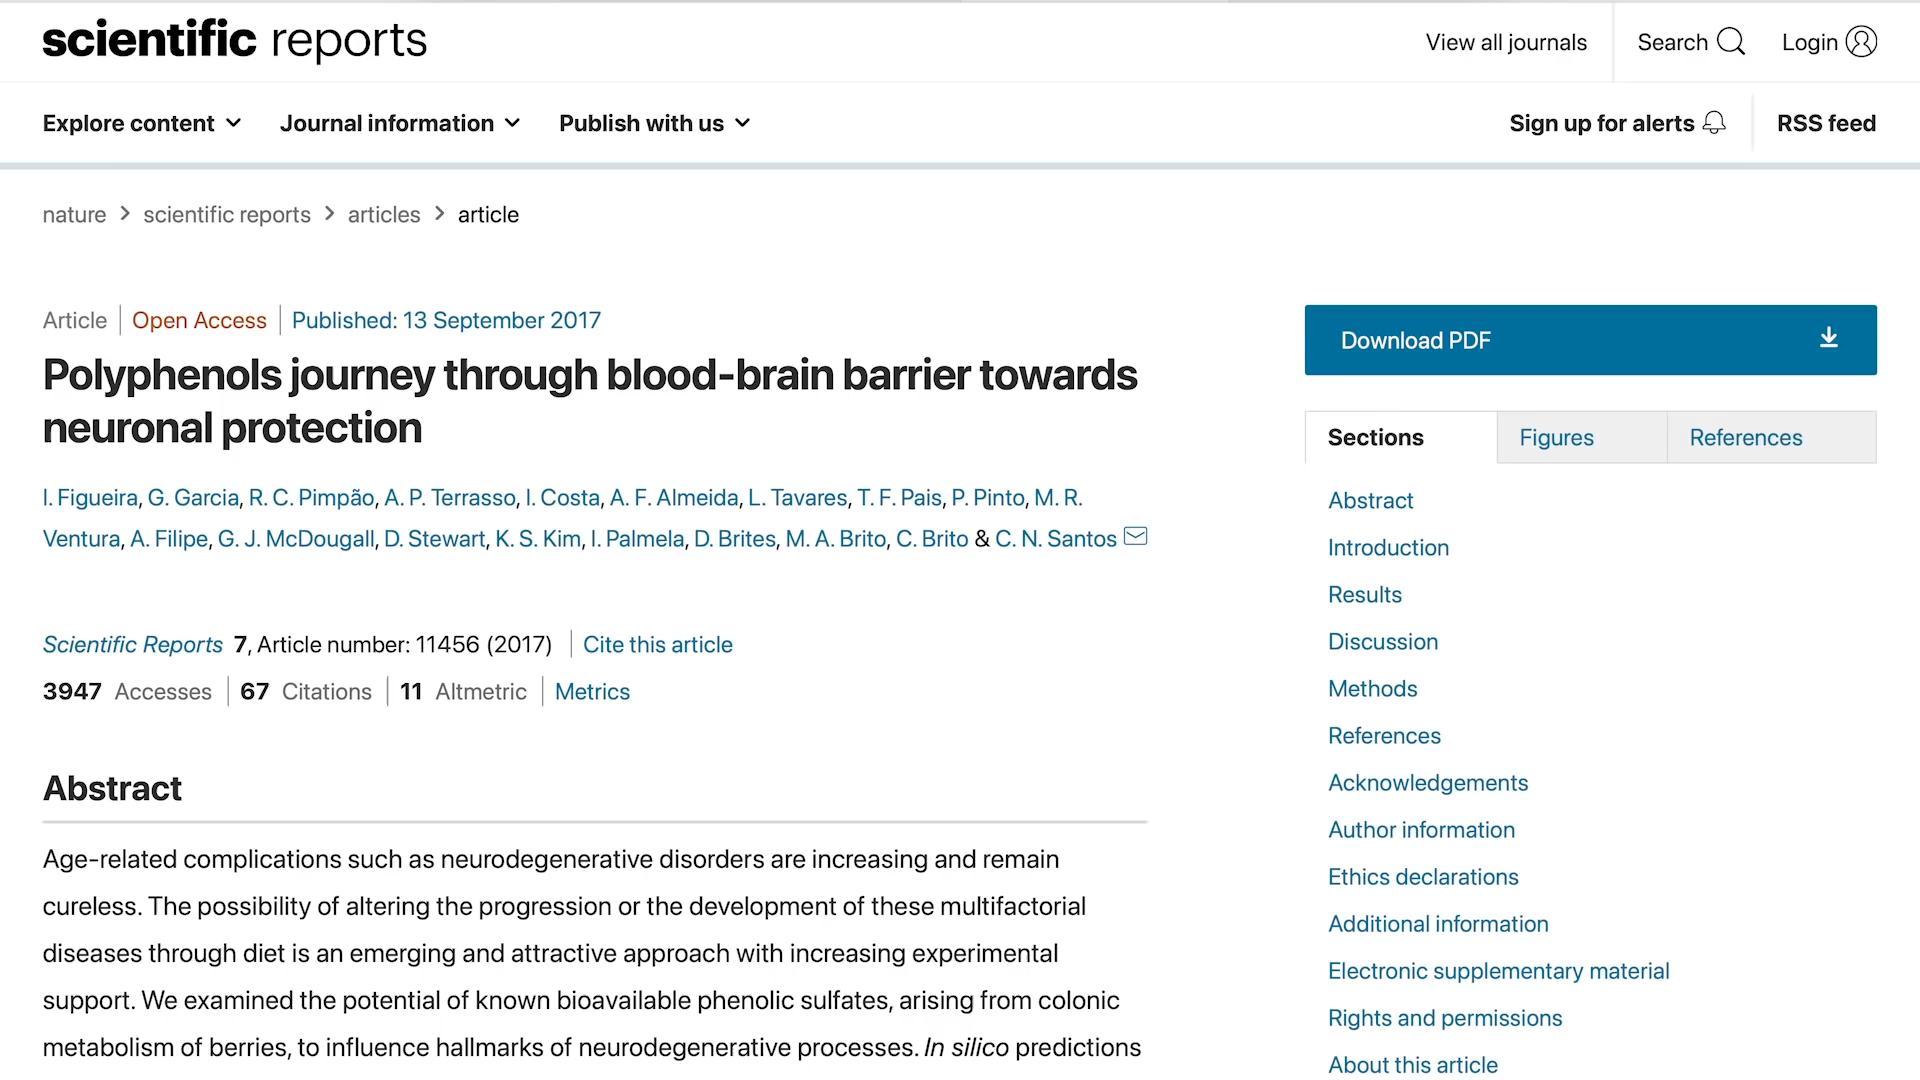 scientific reports
View all journals
Search
Login
Explore content
Journal information
Publish with us
Sign up for alerts
RSS feed
nature > scientific reports > articles > article
Article | Open Access | Published: 13 September 2017
Polyphenols journey through blood-brain barrier towards
neuronal protection
I. Figueira, G. Garcia, R. C. Pimpão, A. P. Terrasso, I. Costa, A. F. Almeida, L. Tavares, T. F. Pais, P. Pinto, M. R.
Ventura, A. Filipe, G. J. McDougall, D. Stewart, K. S. Kim, I. Palmela, D. Brites, M. A. Brito, C. Brito & C. N. Santos
Scientific Reports 7, Article number: 11456 (2017) | Cite this article
3947 Accesses | 67 Citations | 11 Altmetric | Metrics
Abstract
Age-related complications such as neurodegenerative disorders are increasing and remain
cureless. The possibility of altering the progression or the development of these multifactorial
diseases through diet is an emerging and attractive approach with increasing experimental
support. We examined the potential of known bioavailable phenolic sulfates, arising from colonic
metabolism of berries, to influence hallmarks of neurodegenerative processes. In silico predictions
Download PDF
Sections
Figures
References
Abstract
Introduction
Results
Discussion
Methods
References
Acknowledgements
Author information
Ethics declarations
Additional information
Electronic supplementary material
Rights and permissions
About this article